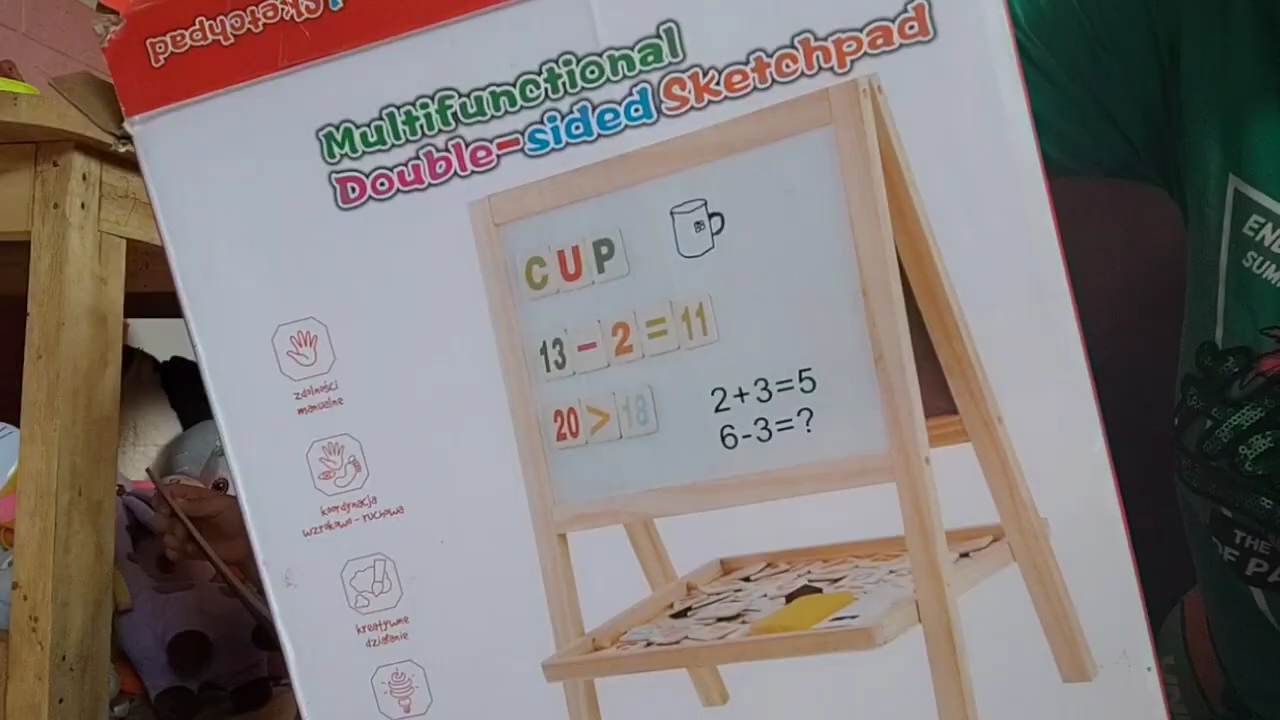 Sketchpad
Multifunctional
Double-sided Sketchpad
CUP
13-2=11
20>18
2+3=5
6-3=?
zdolności
manualne
koordynacja
wzrokowo-ruchowa
kreatywne
działanie
THE